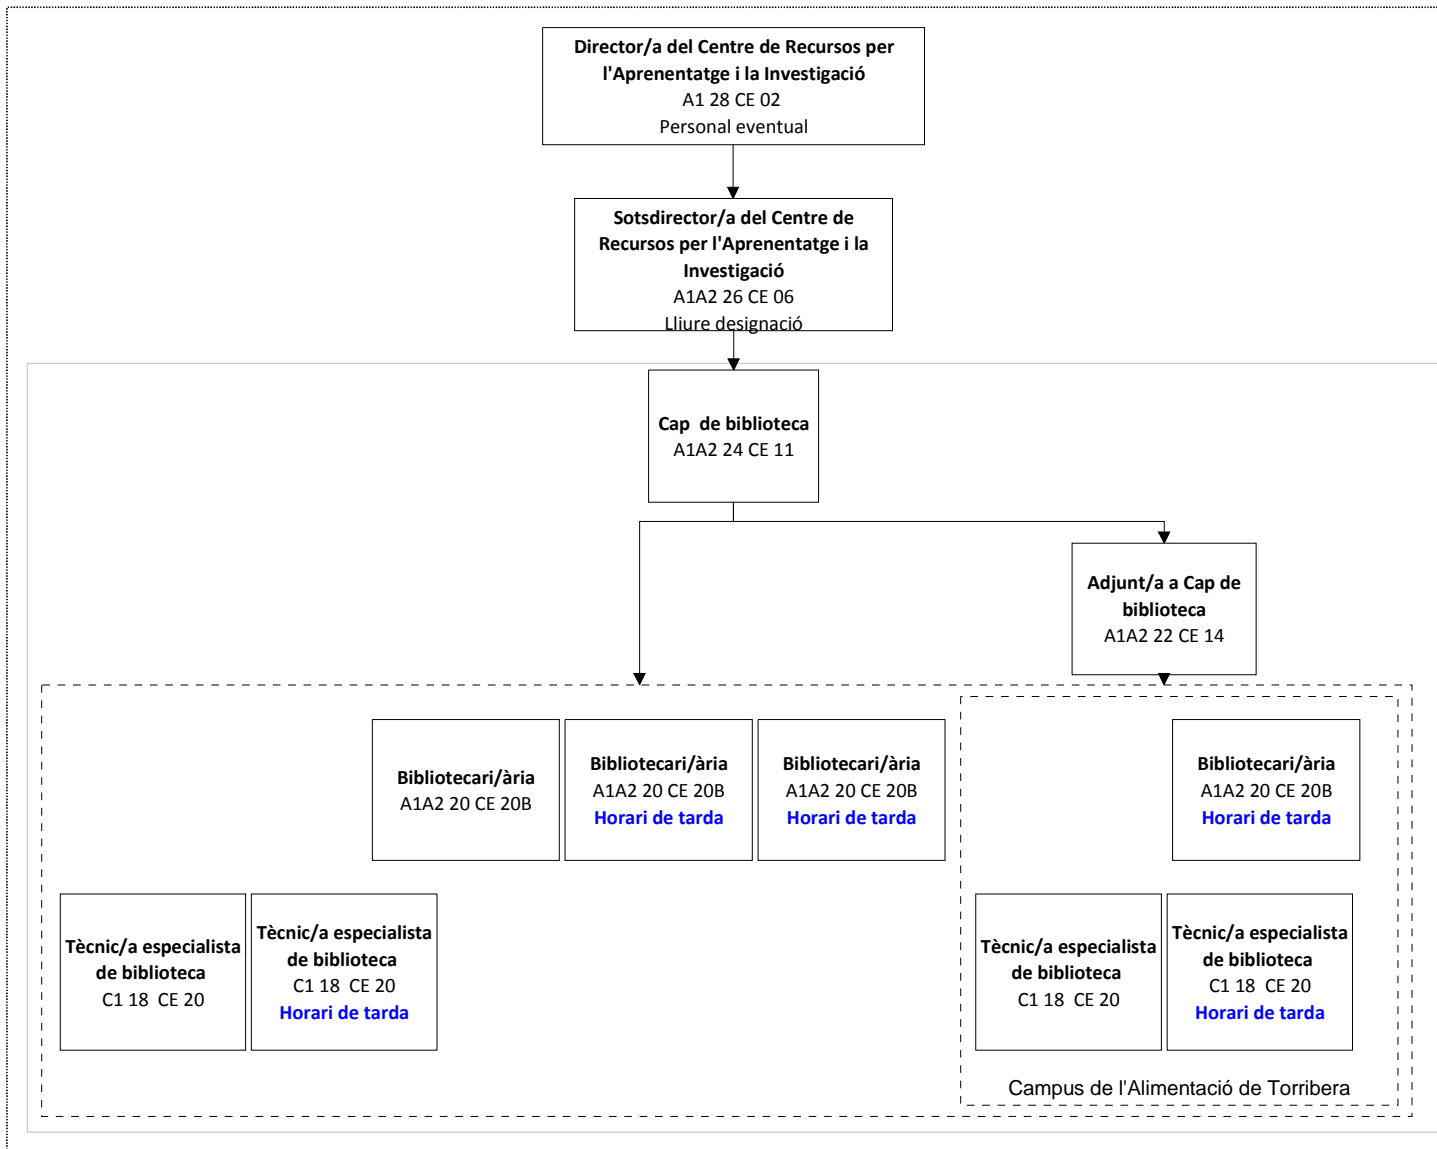 Director/a del Centre de Recursos per
l'Aprenentatge i la Investigació
A1 28 CE 02
Personal eventual
Sotsdirector/a del Centre de
Recursos per l'Aprenentatge i la
Investigació
A1A2 26 CE 06
Lliure designació
Cap de biblioteca
A1A2 24 CE 11
Adjunt/a a Cap de
biblioteca
A1A2 22 CE 14
Bibliotecari/ària
A1A2 20 CE 20B
Bibliotecari/ària
A1A2 20 CE 20B
Horari de tarda
Bibliotecari/ària
A1A2 20 CE 20B
Horari de tarda
Bibliotecari/ària
A1A2 20 CE 20B
Horari de tarda
Tècnic/a especialista
de biblioteca
C1 18 CE 20
Tècnic/a especialista
de biblioteca
C1 18 CE 20
Horari de tarda
Tècnic/a especialista
de biblioteca
C1 18 CE 20
Tècnic/a especialista
de biblioteca
C1 18 CE 20
Horari de tarda
Campus de l'Alimentació de Torribera